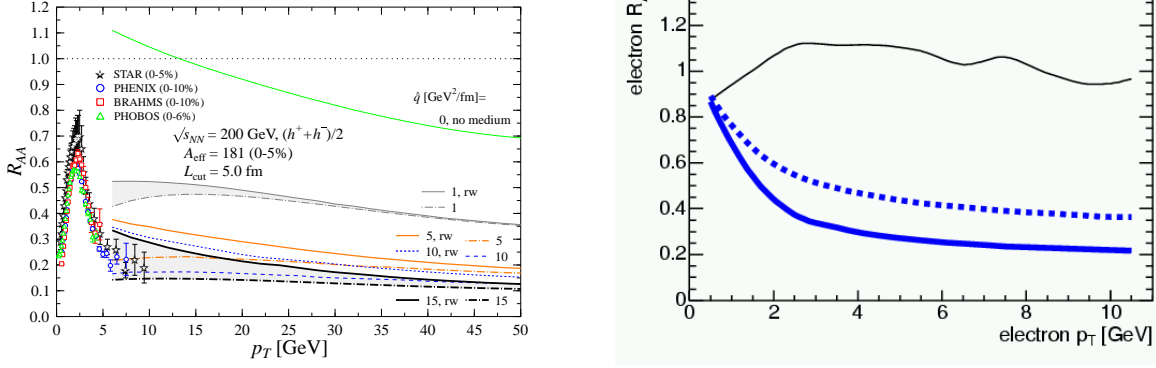 1.2
1.1
1.0
0.9
0.8
0.7
0.6
0.5
0.4
0.3
0.2
0.1
0.0
R_AA
STAR (0-5%)
PHENIX (0-10%)
BRAHMS (0-10%)
PHOBOS (0-6%)
q̂ [GeV²/fm]=
0, no medium
√s_NN = 200 GeV, (h⁺+h⁻)/2
A_eff = 181 (0-5%)
L_cut = 5.0 fm
1, rw
1
5, rw
5
10, rw
10
15, rw
15
0 5 10 15 20 25 30 35 40 45 50
p_T [GeV]
electron R
1.2
1
0.8
0.6
0.4
0.2
0
2 4 6 8 10
electron p_T [GeV]